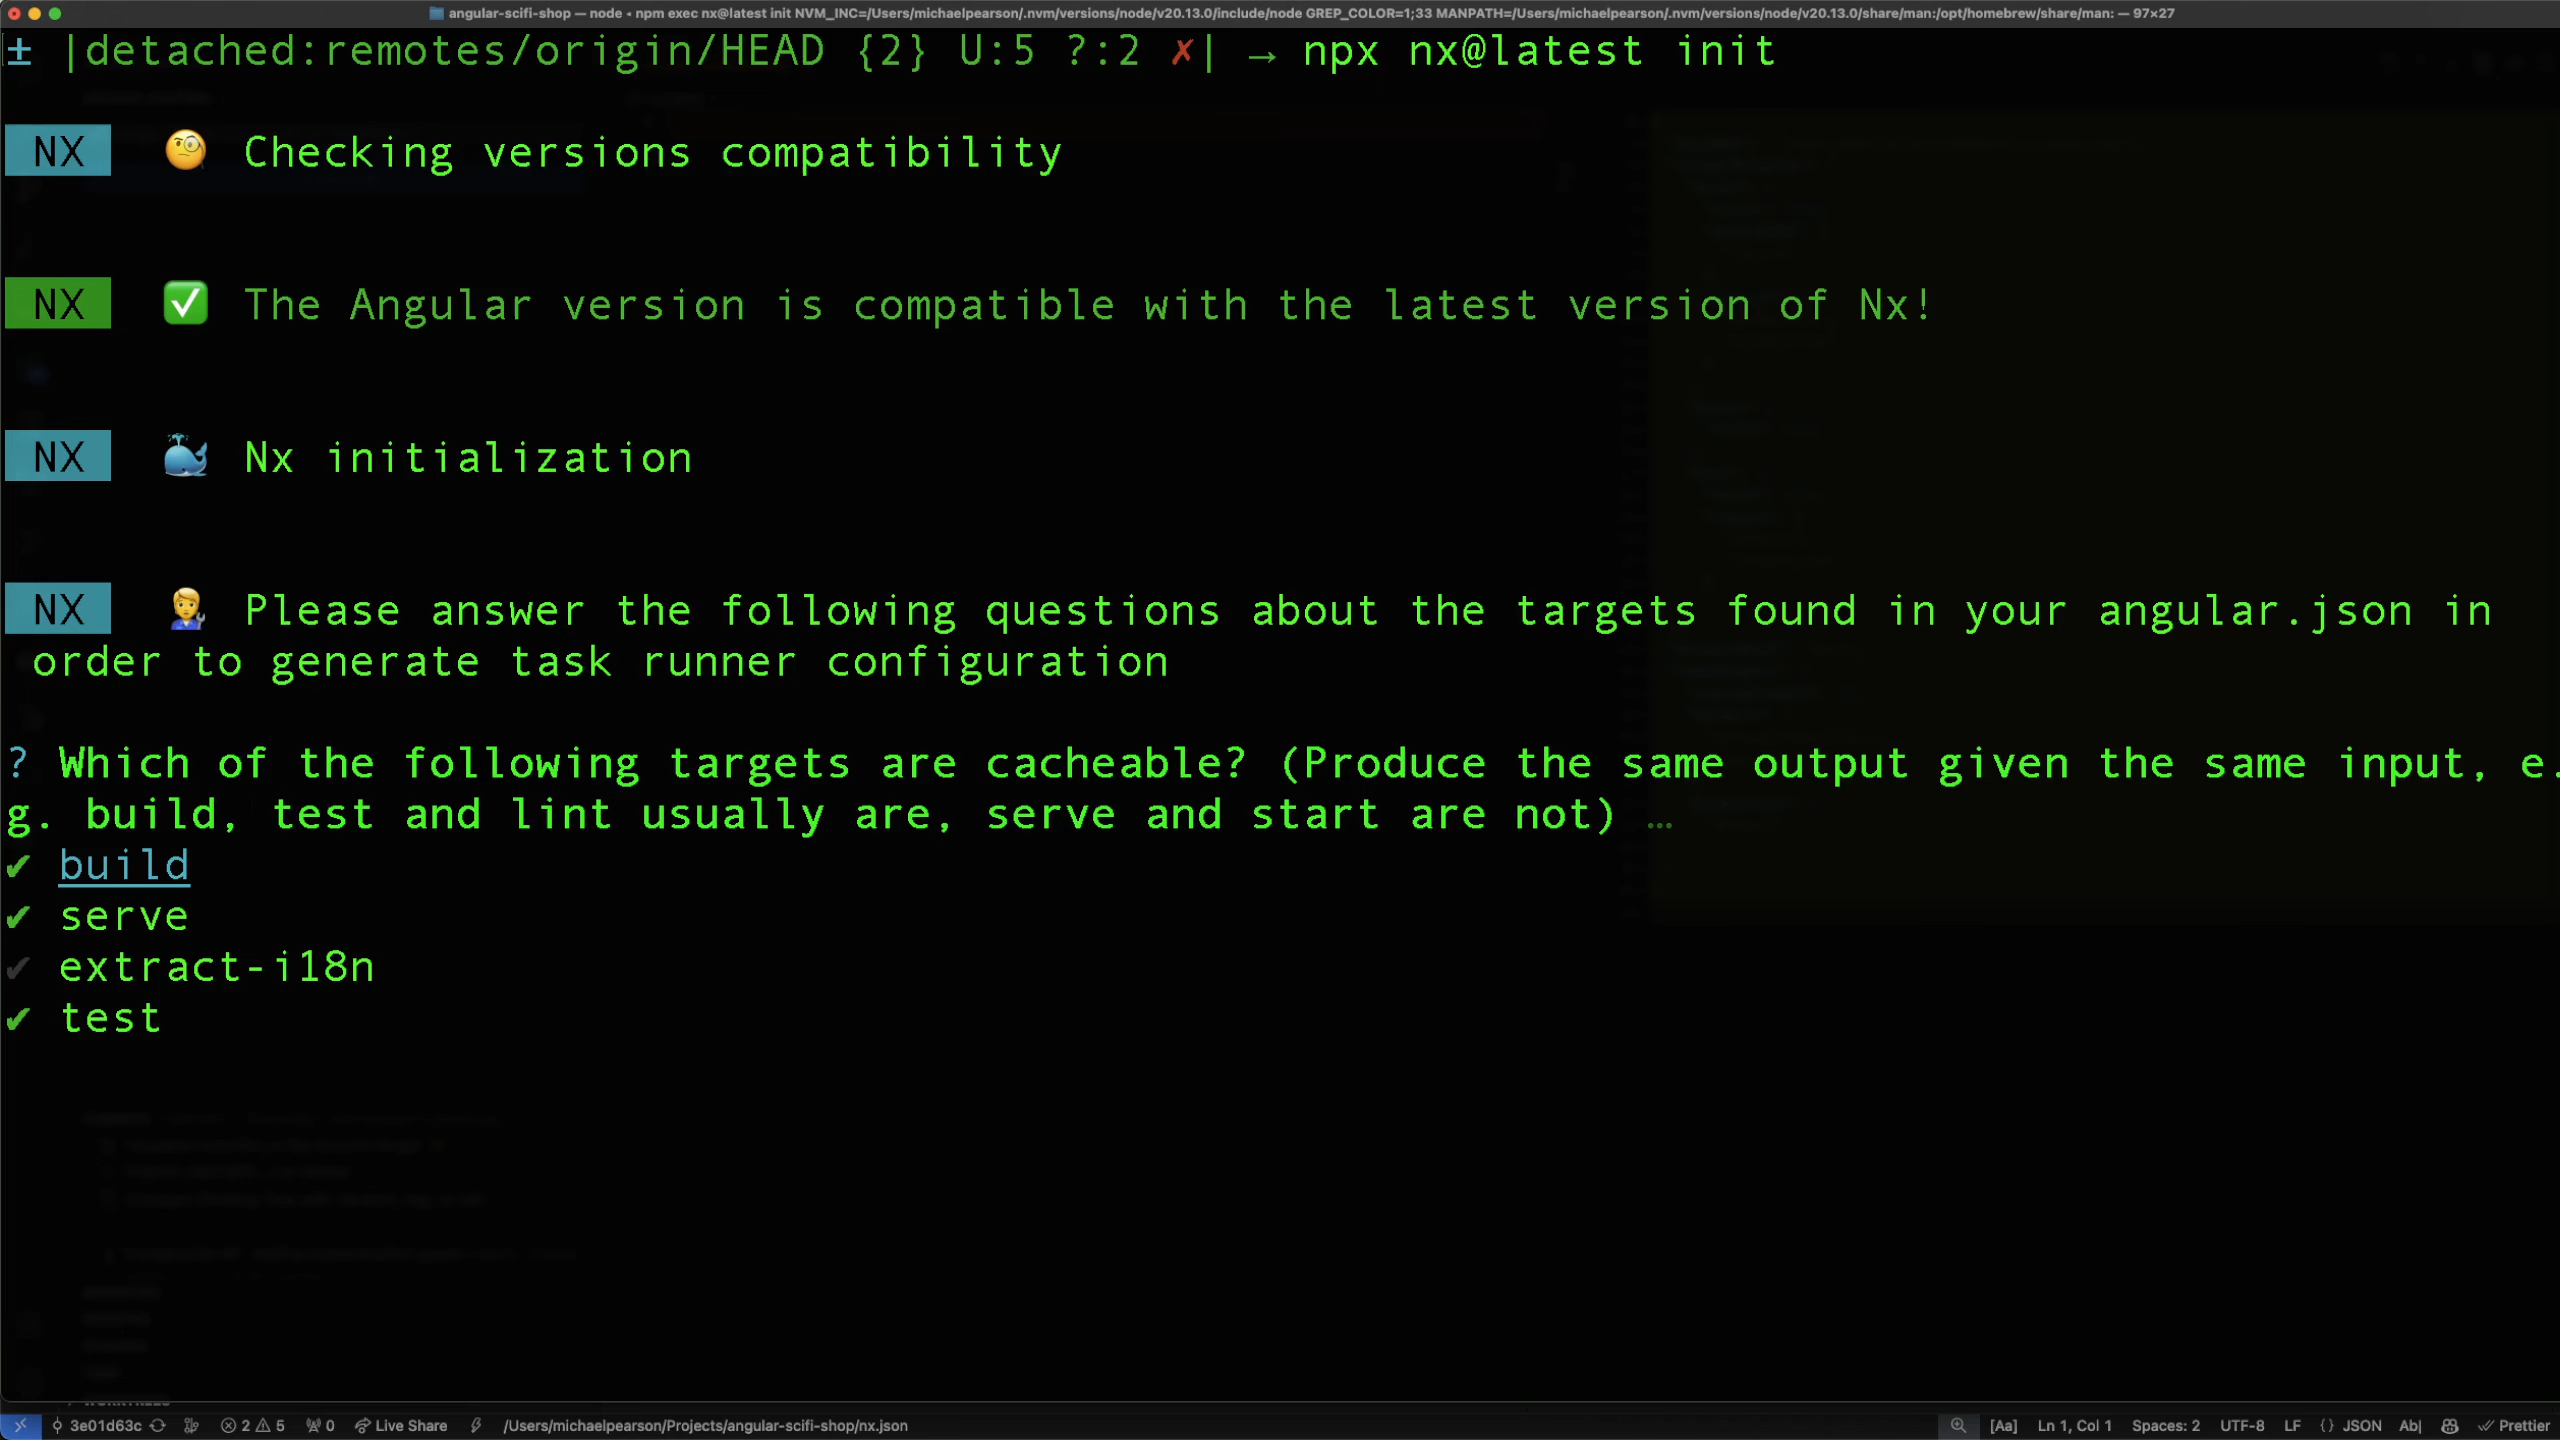 angular-scifi-shop — node ◂ npm exec nx@latest init NVM_INC=/Users/michaelpearson/.nvm/versions/node/v20.13.0/include/node GREP_COLOR=1;33 MANPATH=/Users/michaelpearson/.nvm/versions/node/v20.13.0/share/man:/opt/homebrew/share/man: — 97×27
± |detached:remotes/origin/HEAD {2} U:5 ?:2 ✗| → npx nx@latest init
NX 🧐 Checking versions compatibility
NX ✅ The Angular version is compatible with the latest version of Nx!
NX 🐳 Nx initialization
NX 🧑‍🔧 Please answer the following questions about the targets found in your angular.json in
order to generate task runner configuration
? Which of the following targets are cacheable? (Produce the same output given the same input, e.
g. build, test and lint usually are, serve and start are not) …
✔ build
✔ serve
✔ extract-i18n
✔ test
3e01d63c 2 5 0 Live Share /Users/michaelpearson/Projects/angular-scifi-shop/nx.json [Aa] Ln 1, Col 1 Spaces: 2 UTF-8 LF {} JSON Ab| Prettier